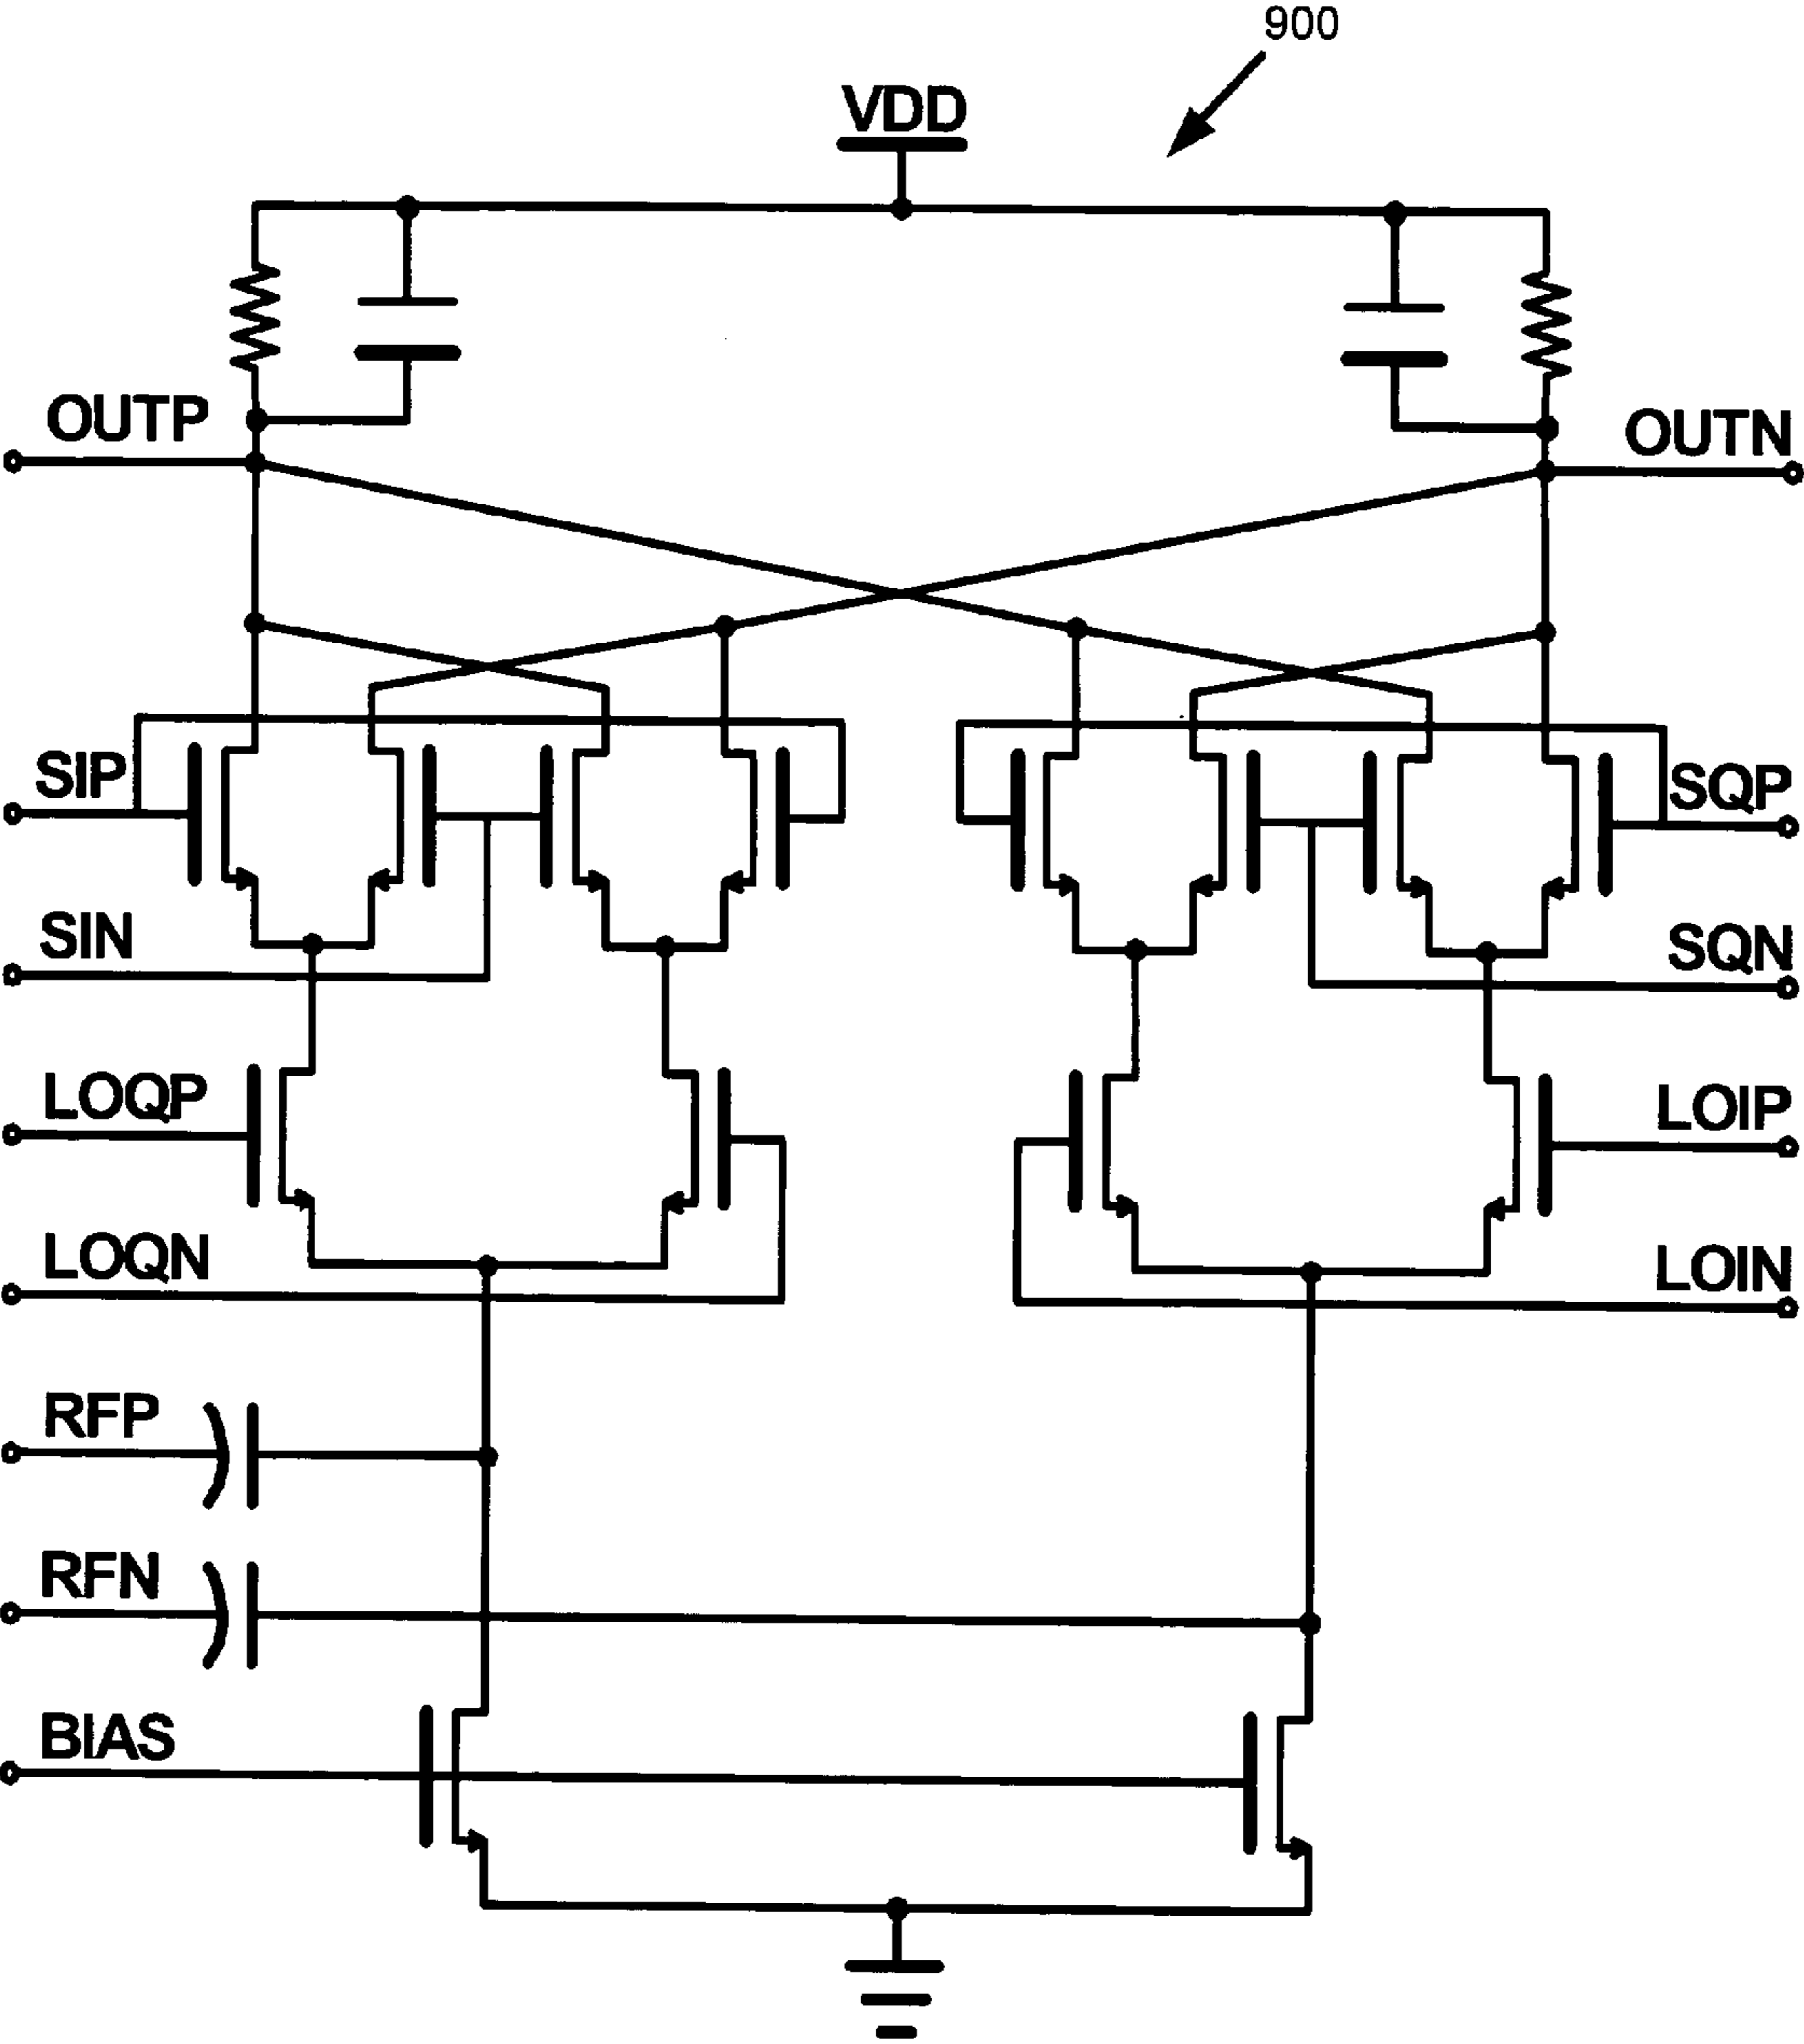 900
VDD
OUTP
OUTN
SIP
SQP
SIN
SQN
LOQP
LOIP
LOQN
LOIN
RFP
RFN
BIAS